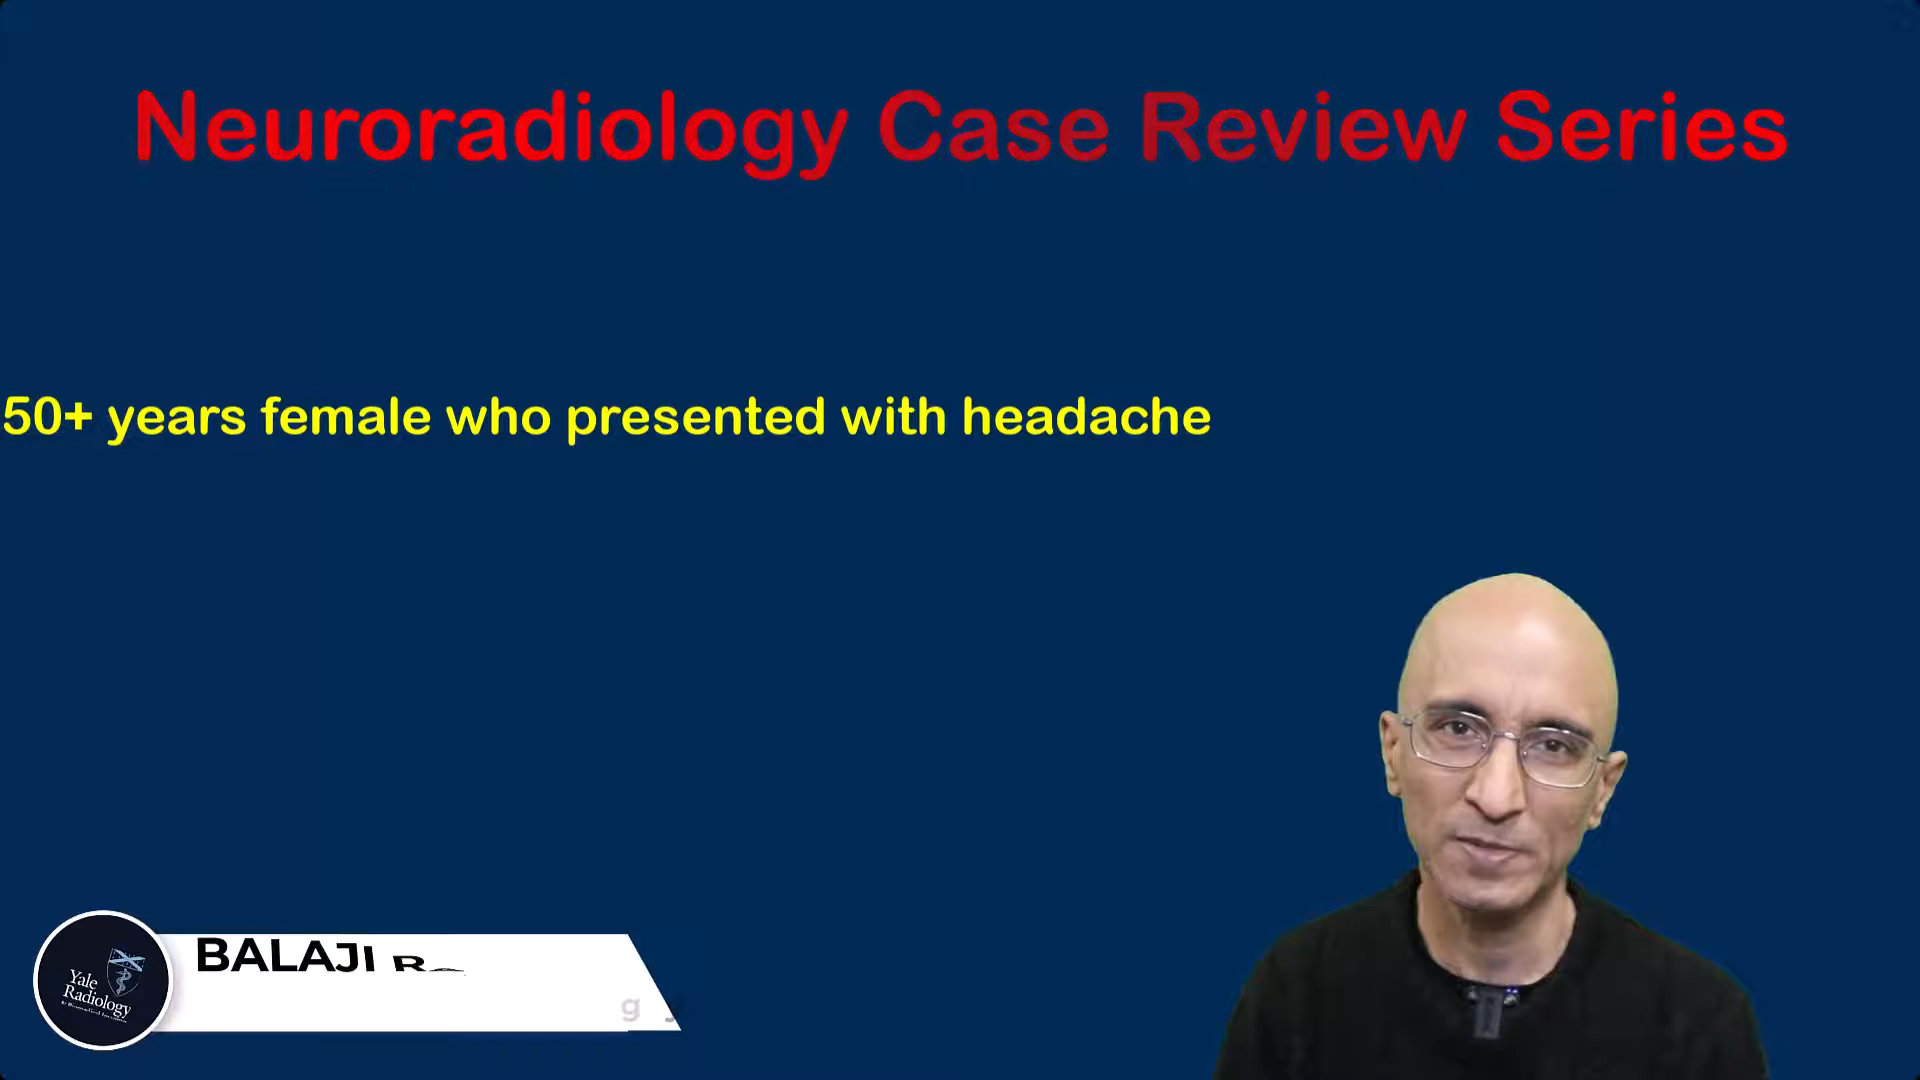 Neuroradiology Case Review Series
50+ years female who presented with headache
BALAJI R
Yale
Radiology